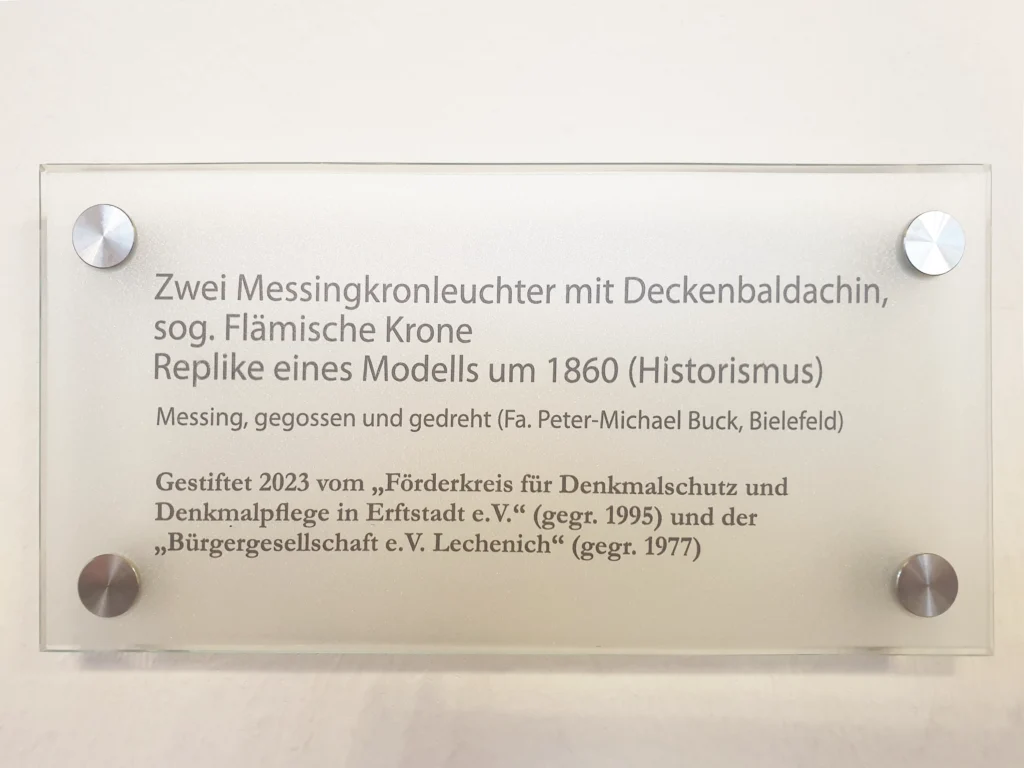 Zwei Messingkronleuchter mit Deckenbaldachin,
sog. Flämische Krone
Replike eines Modells um 1860 (Historismus)
Messing, gegossen und gedreht (Fa. Peter-Michael Buck, Bielefeld)
Gestiftet 2023 vom „Förderkreis für Denkmalschutz und
Denkmalpflege in Erftstadt e.V.“ (gegr. 1995) und der
„Bürgergesellschaft e.V. Lechenich“ (gegr. 1977)